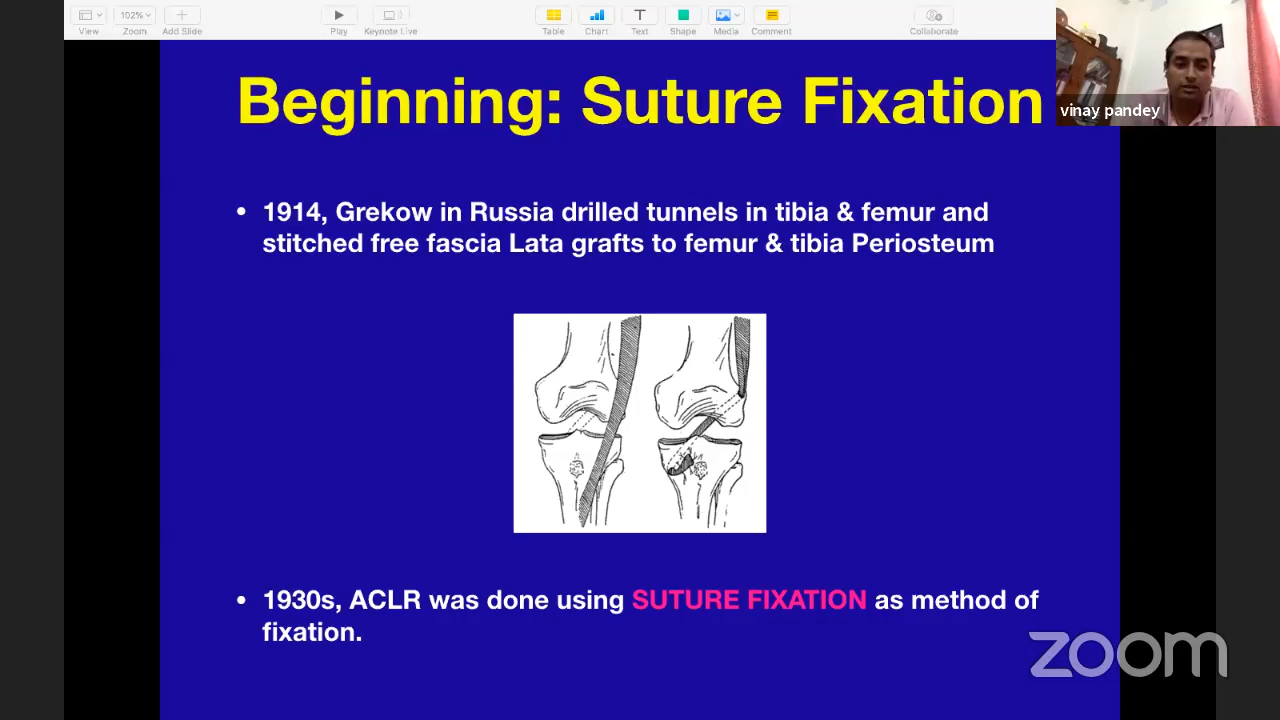 102%
View
Zoom
Add Slide
Play
Keynote Live
Table
Chart
Text
Shape
Media
Comment
Collaborate
vinay pandey
Beginning: Suture Fixation
• 1914, Grekow in Russia drilled tunnels in tibia & femur and
stitched free fascia Lata grafts to femur & tibia Periosteum
• 1930s, ACLR was done using SUTURE FIXATION as method of
fixation.
zoom